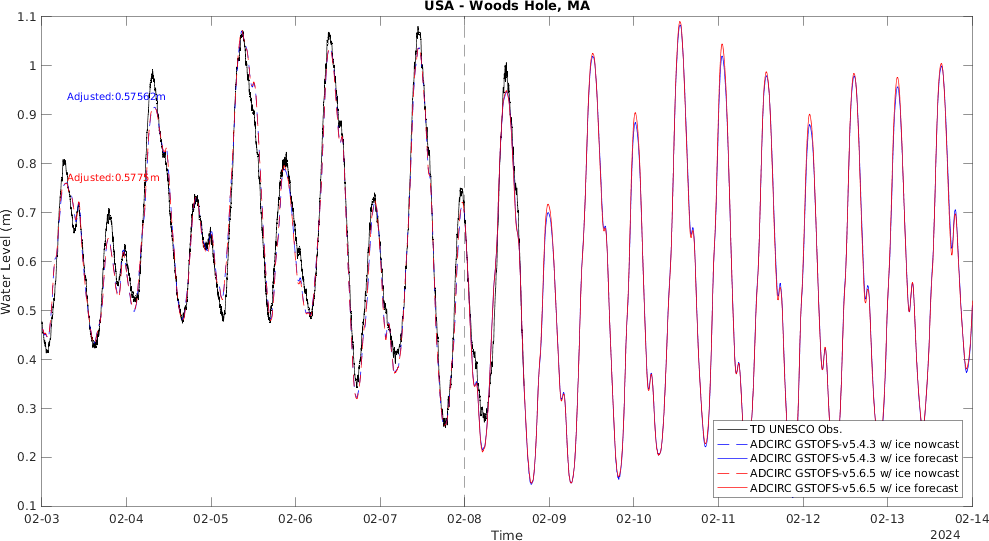 USA - Woods Hole, MA
Water Level (m)
1.1
1
0.9
0.8
0.7
0.6
0.5
0.4
0.3
0.2
0.1
Adjusted:0.57562m
Adjusted:0.5775m
TD UNESCO Obs.
ADCIRC GSTOFS-v5.4.3 w/ ice nowcast
ADCIRC GSTOFS-v5.4.3 w/ ice forecast
ADCIRC GSTOFS-v5.6.5 w/ ice nowcast
ADCIRC GSTOFS-v5.6.5 w/ ice forecast
02-03 02-04 02-05 02-06 02-07 02-08 02-09 02-10 02-11 02-12 02-13 02-14
Time
2024